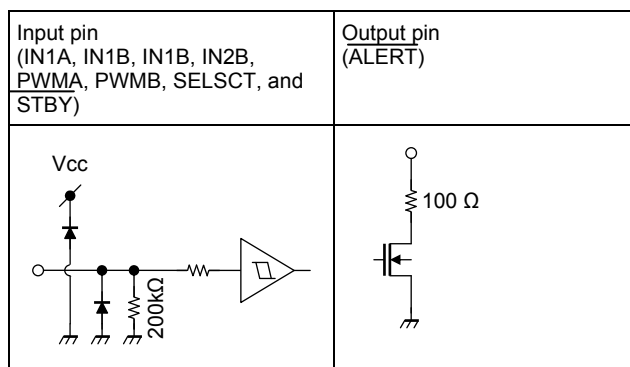 Input pin
(IN1A, IN1B, IN1B, IN2B,
PWMA, PWMB, SELSCT, and
STBY)
Output pin
(ALERT)
Vcc
200kΩ
100 Ω